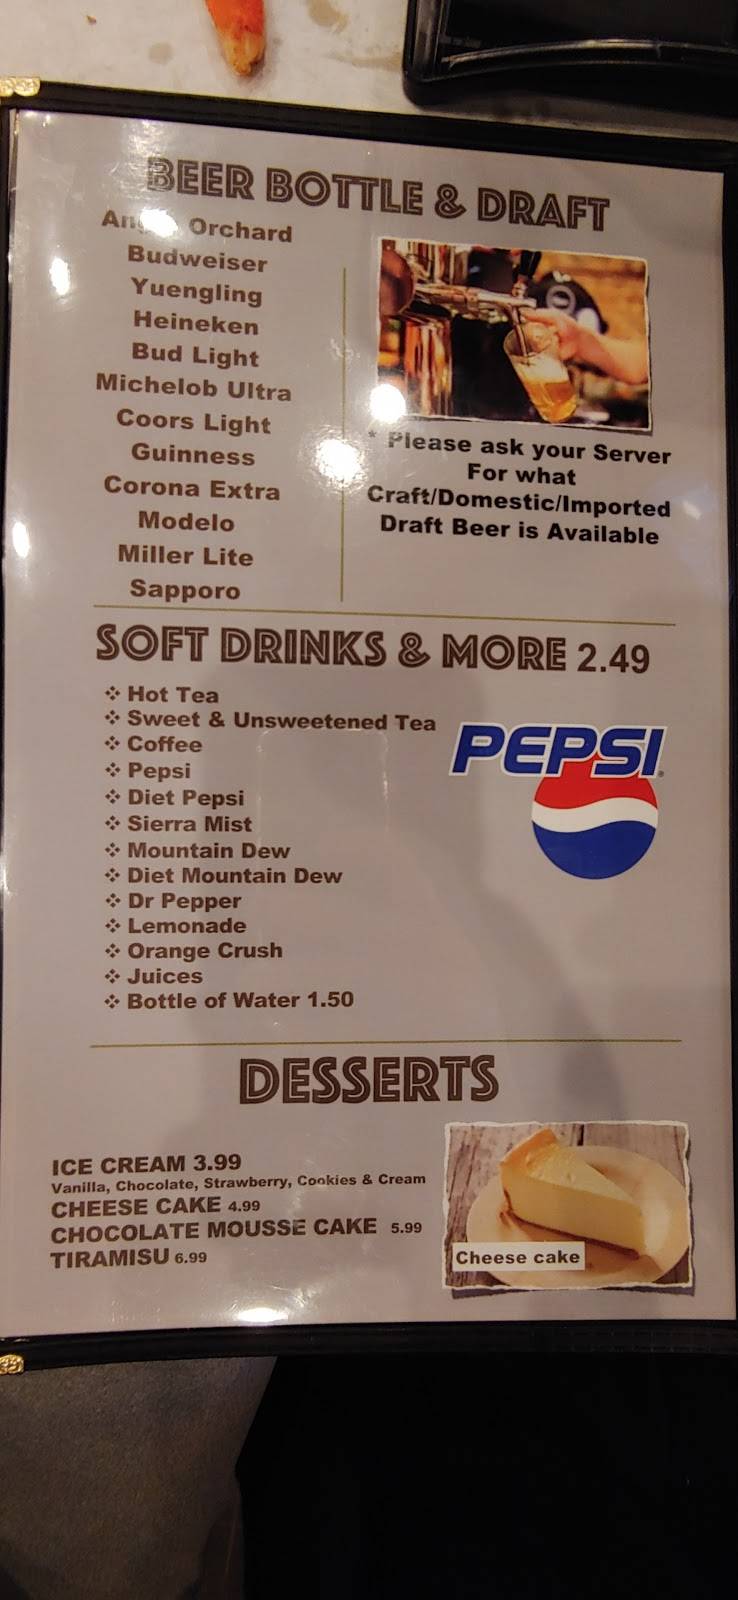 BEER BOTTLE & DRAFT
Orchard
Budweiser
Yuengling
Heineken
Bud Light
Michelob Ultra
Coors Light
Guinness
Corona Extra
Modelo
Miller Lite
Sapporo
* Please ask your Server
For what
Craft/Domestic/Imported
Draft Beer is Available
SOFT DRINKS & MORE 2.49
❖ Hot Tea
❖ Sweet & Unsweetened Tea
❖ Coffee
❖ Pepsi
❖ Diet Pepsi
❖ Sierra Mist
❖ Mountain Dew
❖ Diet Mountain Dew
❖ Dr Pepper
❖ Lemonade
❖ Orange Crush
❖ Juices
❖ Bottle of Water 1.50
PEPSI
DESSERTS
ICE CREAM 3.99
Vanilla, Chocolate, Strawberry, Cookies & Cream
CHEESE CAKE 4.99
CHOCOLATE MOUSSE CAKE 5.99
TIRAMISU 6.99
Cheese cake